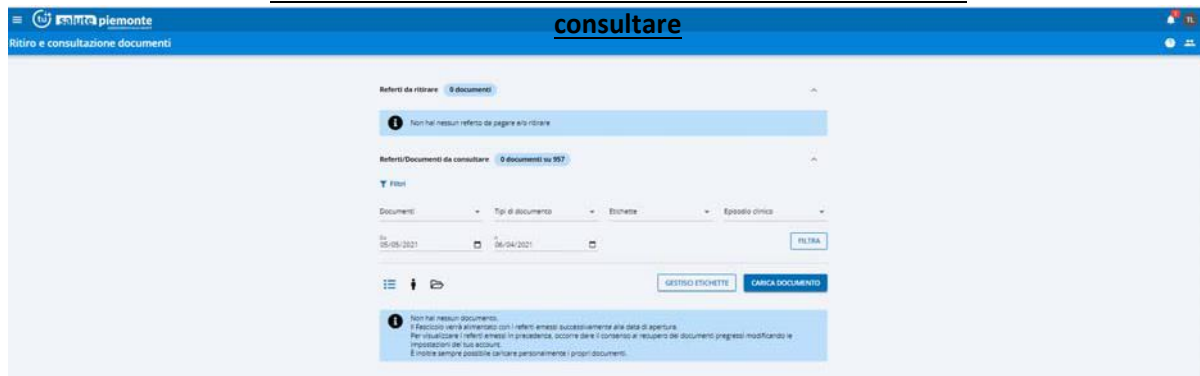 consultare
tu salute piemonte
TL
Ritiro e consultazione documenti
Referti da ritirare 0 documenti
Non hai nessun referto da pagare e/o ritirare
Referti/Documenti da consultare 0 documenti su 957
Filtri
Documenti Tipi di documento Etichette Episodio clinico
Da A
05/05/2021 06/04/2021 FILTRA
GESTISCI ETICHETTE CARICA DOCUMENTO
Non hai nessun documento.
Il Fascicolo verrà alimentato con i referti emessi successivamente alla data di apertura.
Per visualizzare i referti emessi in precedenza, occorre dare il consenso al recupero dei documenti pregressi modificando le
impostazioni del tuo account.
È inoltre sempre possibile caricare personalmente i propri documenti.